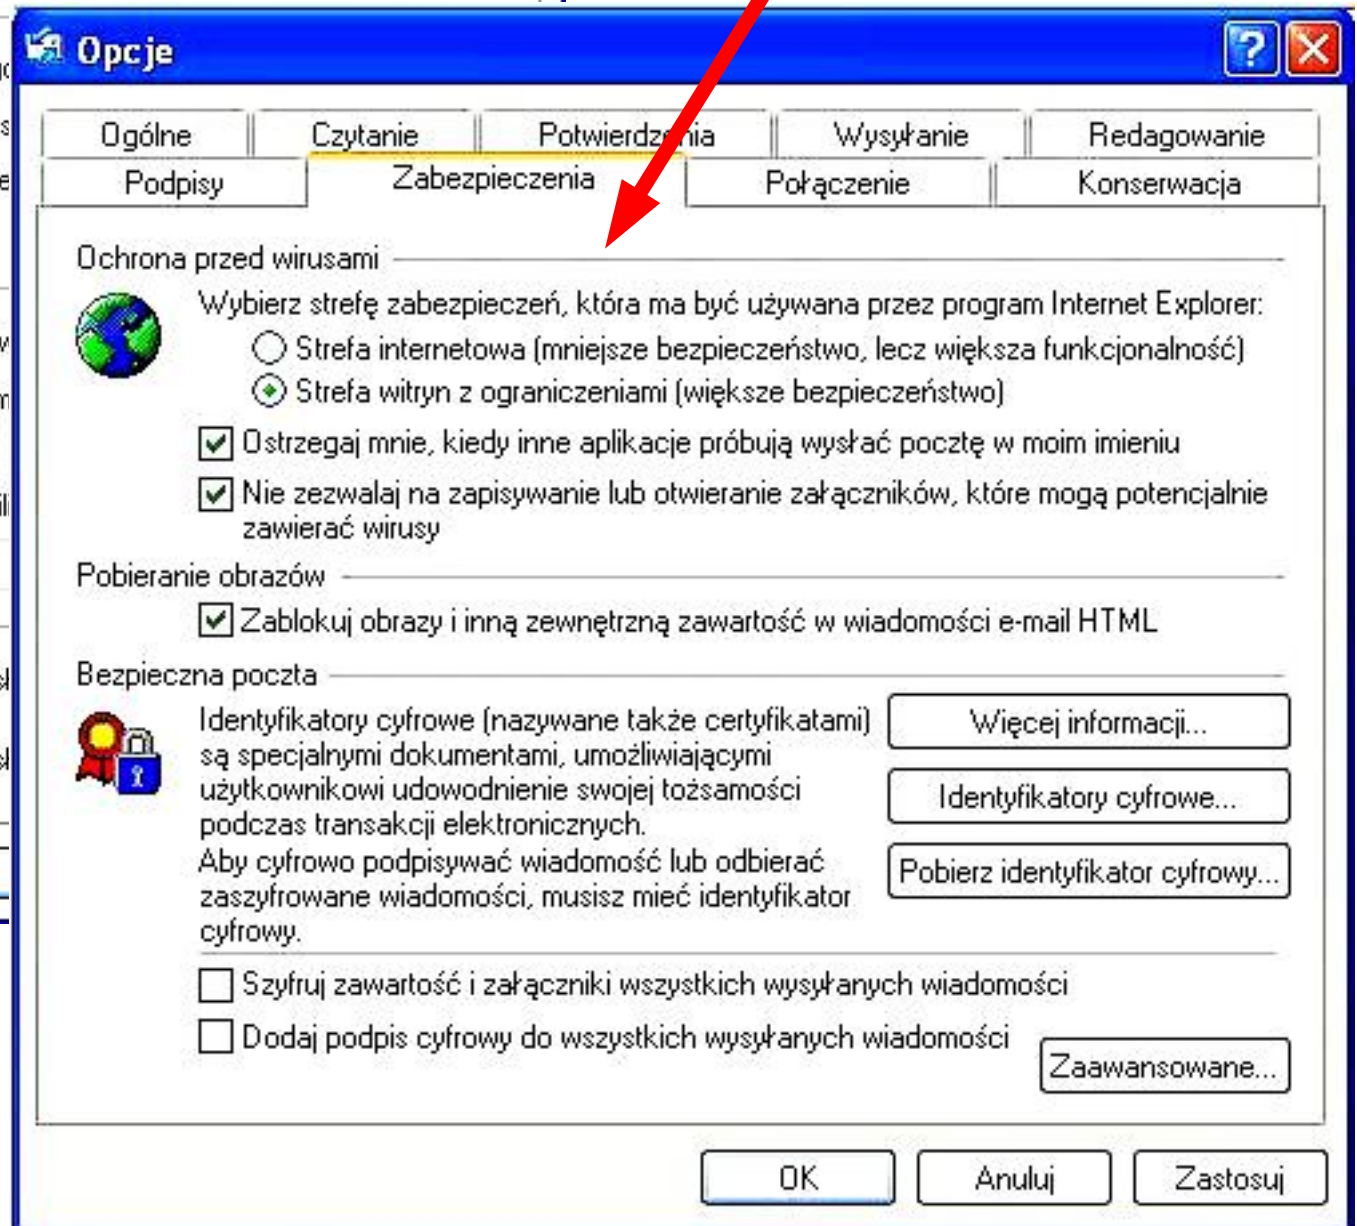 Opcje
Ogólne Czytanie Potwierdzenia Wysyłanie Redagowanie
Podpisy Zabezpieczenia Połączenie Konserwacja
Ochrona przed wirusami
Wybierz strefę zabezpieczeń, która ma być używana przez program Internet Explorer:
Strefa internetowa (mniejsze bezpieczeństwo, lecz większa funkcjonalność)
Strefa witryn z ograniczeniami (większe bezpieczeństwo)
Ostrzegaj mnie, kiedy inne aplikacje próbują wysłać pocztę w moim imieniu
Nie zezwalaj na zapisywanie lub otwieranie załączników, które mogą potencjalnie
zawierać wirusy
Pobieranie obrazów
Zablokuj obrazy i inną zewnętrzną zawartość w wiadomości e-mail HTML
Bezpieczna poczta
Identyfikatory cyfrowe (nazywane także certyfikatami)
są specjalnymi dokumentami, umożliwiającymi
użytkownikowi udowodnienie swojej tożsamości
podczas transakcji elektronicznych.
Więcej informacji...
Identyfikatory cyfrowe...
Aby cyfrowo podpisywać wiadomość lub odbierać
zaszyfrowane wiadomości, musisz mieć identyfikator
cyfrowy.
Pobierz identyfikator cyfrowy...
Szyfruj zawartość i załączniki wszystkich wysyłanych wiadomości
Dodaj podpis cyfrowy do wszystkich wysyłanych wiadomości
Zaawansowane...
OK Anuluj Zastosuj